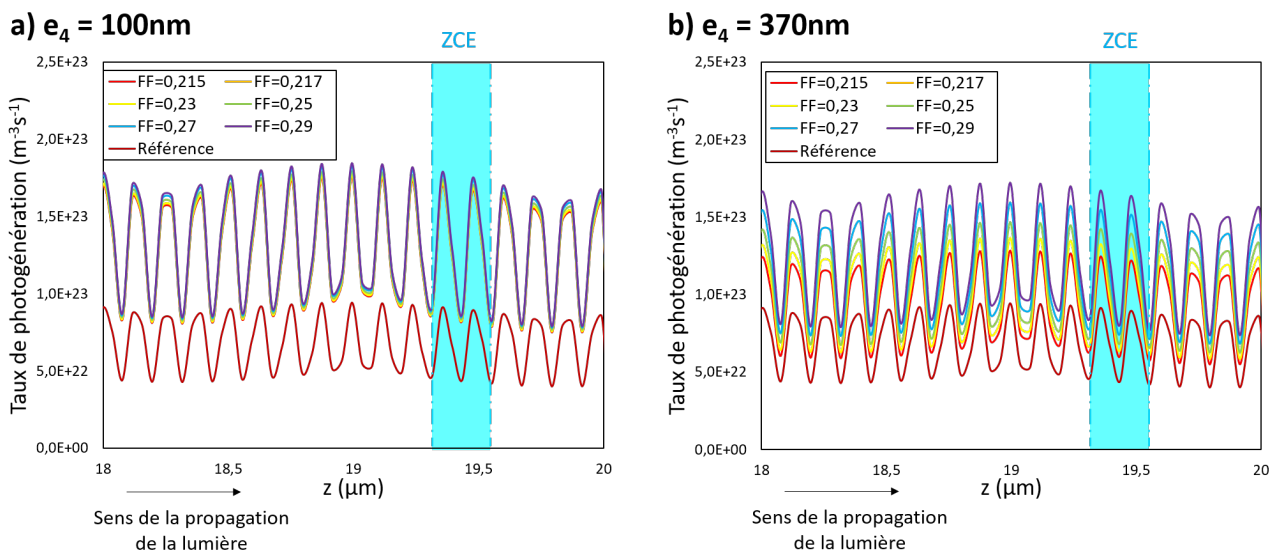 a) e₄ = 100nm
ZCE
Taux de photogénération (m⁻³s⁻¹)
2,5E+23
2,0E+23
1,5E+23
1,0E+23
5,0E+22
0,0E+00
FF=0,215 FF=0,217
FF=0,23 FF=0,25
FF=0,27 FF=0,29
Référence
18 18,5 19 19,5 20
z (µm)
Sens de la propagation
de la lumière
b) e₄ = 370nm
ZCE
Taux de photogénération (m⁻³s⁻¹)
2,5E+23
2,0E+23
1,5E+23
1,0E+23
5,0E+22
0,0E+00
FF=0,215 FF=0,217
FF=0,23 FF=0,25
FF=0,27 FF=0,29
Référence
18 18,5 19 19,5 20
z (µm)
Sens de la propagation
de la lumière